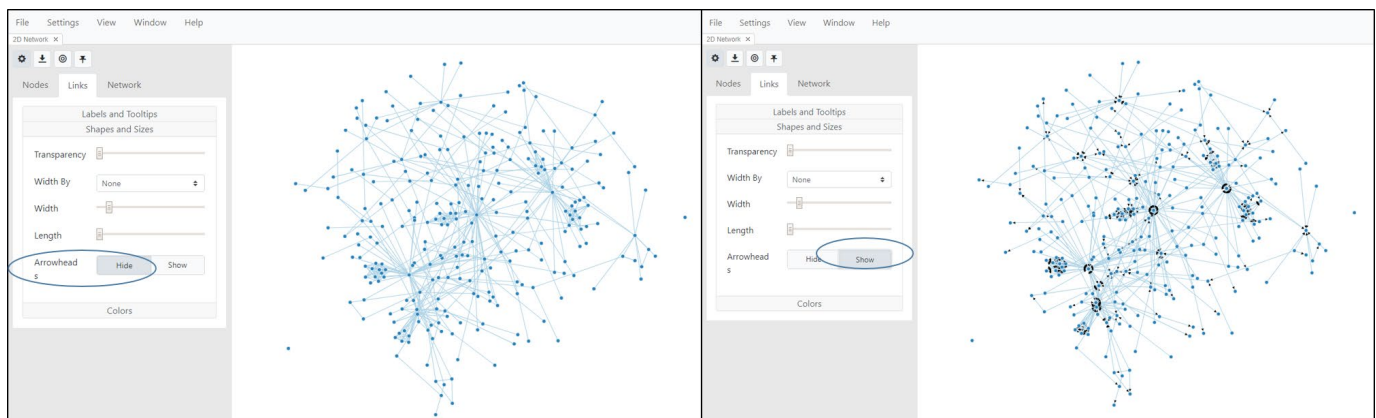 File Settings View Window Help
2D Network ×
Nodes Links Network
Labels and Tooltips
Shapes and Sizes
Transparency
Width By None
Width
Length
Arrowhead
s
Hide Show
Colors
File Settings View Window Help
2D Network ×
Nodes Links Network
Labels and Tooltips
Shapes and Sizes
Transparency
Width By None
Width
Length
Arrowhead
s
Hide Show
Colors